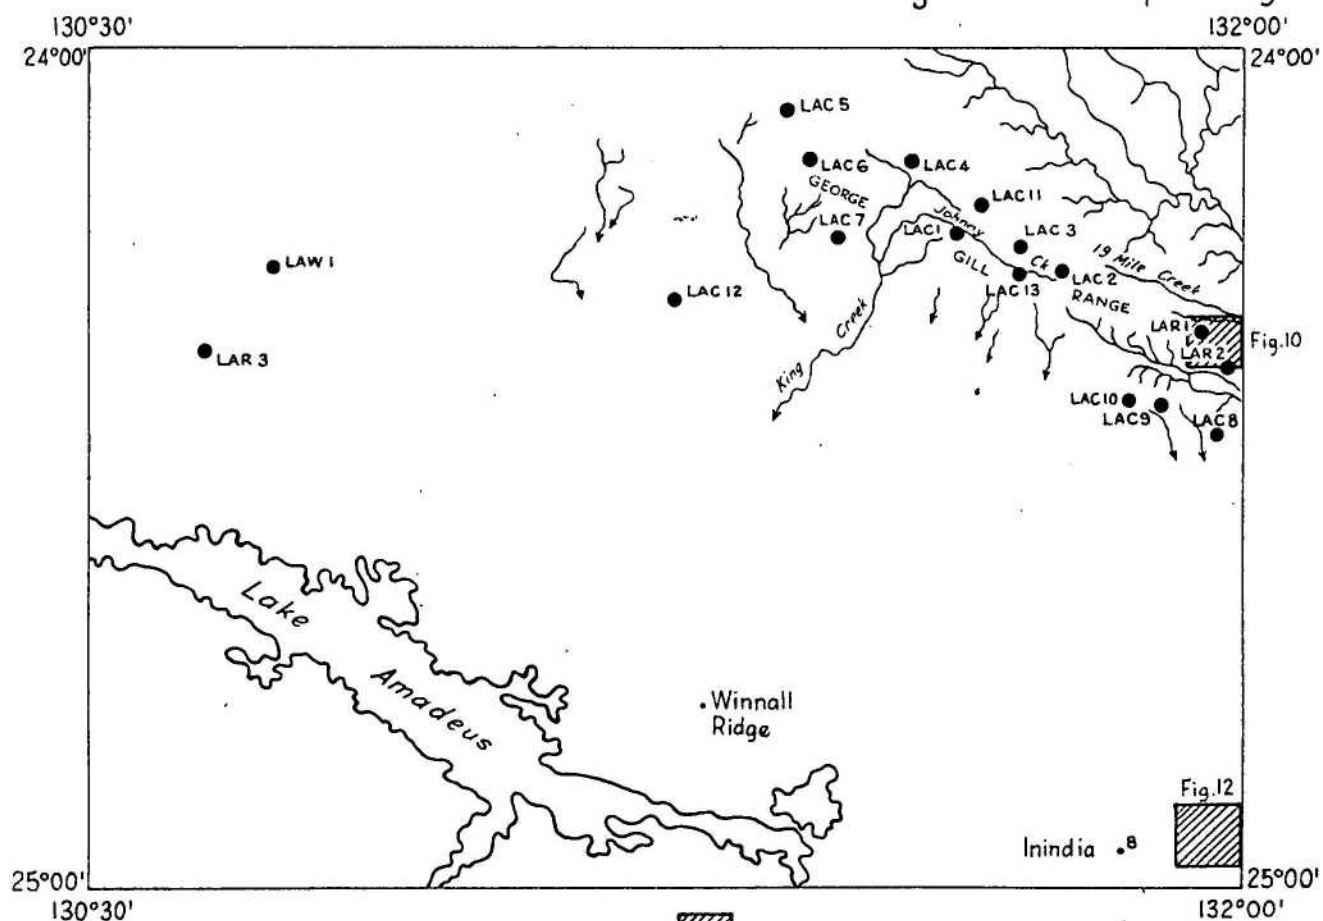 130°30'
132°00'
24°00'
24°00'
LAC 5
LAC 6
LAC 4
GEORGE
LAC 11
LAC 7
Johnny
LAC 1
LAC 3
GILL
Ck
19 Mile Creek
LAW 1
LAC 2
LAC 13
LAC 12
RANGE
King Creek
LAR 1
Fig.10
LAR 3
LAR 2
LAC 10
LAC 9
LAC 8
Lake
Amadeus
Winnall
Ridge
Fig.12
Inindia
B
25°00'
25°00'
130°30'
132°00'